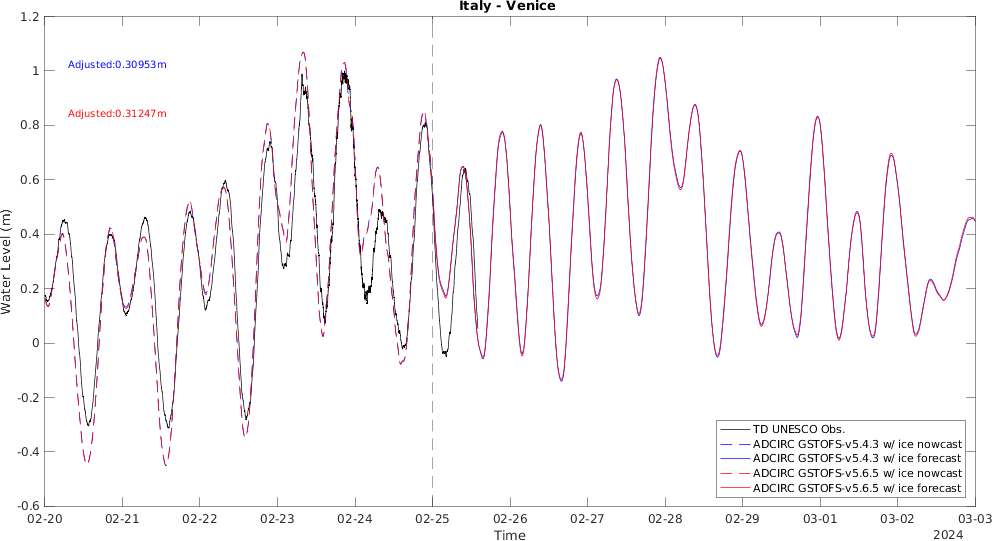 Italy - Venice
Water Level (m)
1.2
1
0.8
0.6
0.4
0.2
0
-0.2
-0.4
-0.6
Adjusted:0.30953m
Adjusted:0.31247m
TD UNESCO Obs.
ADCIRC GSTOFS-v5.4.3 w/ ice nowcast
ADCIRC GSTOFS-v5.4.3 w/ ice forecast
ADCIRC GSTOFS-v5.6.5 w/ ice nowcast
ADCIRC GSTOFS-v5.6.5 w/ ice forecast
02-20 02-21 02-22 02-23 02-24 02-25 02-26 02-27 02-28 02-29 03-01 03-02 03-03
Time
2024